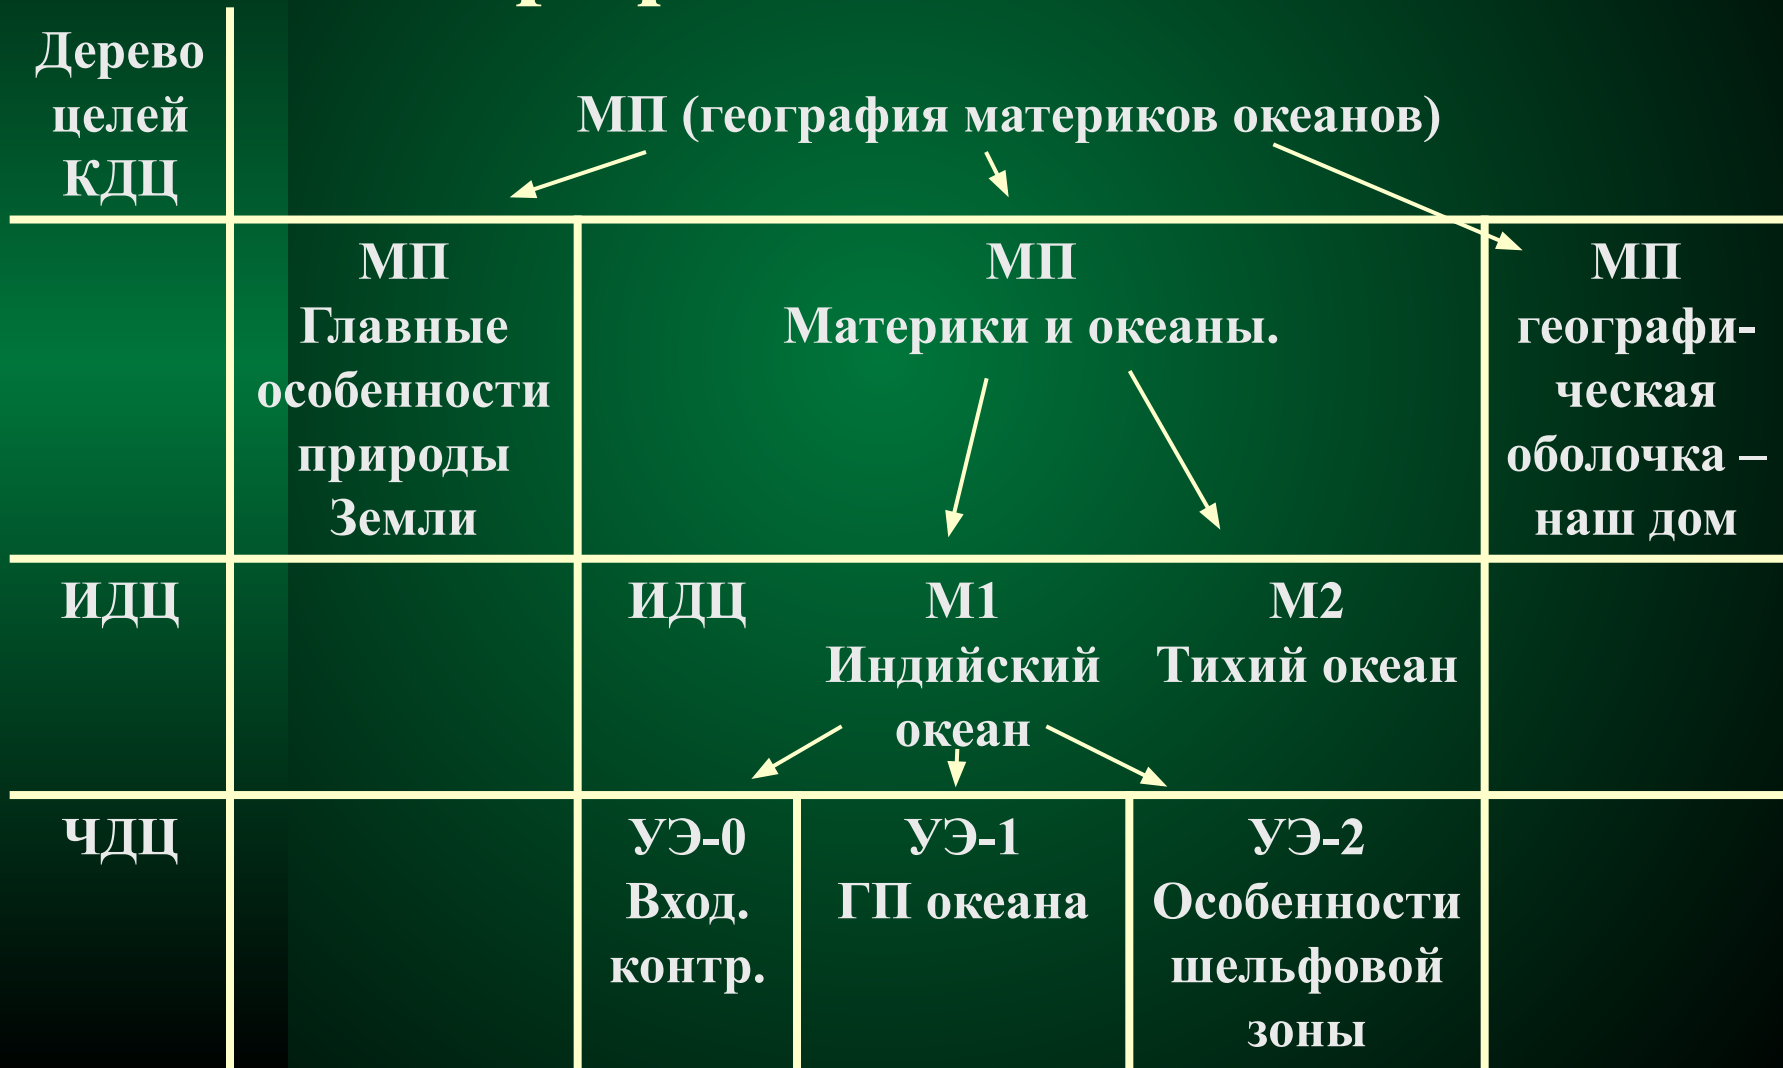 Дерево
целей
КДЦ
МП (география материков океанов)
МП
Главные
особенности
природы
Земли
МП
Материки и океаны.
МП
географи-
ческая
оболочка –
наш дом
ИДЦ
ИДЦ
М1
Индийский
океан
М2
Тихий океан
ЧДЦ
УЭ-0
Вход.
контр.
УЭ-1
ГП океана
УЭ-2
Особенности
шельфовой
зоны